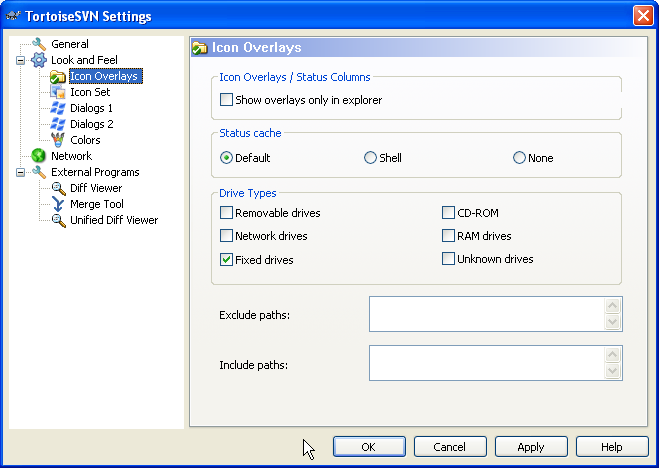 TortoiseSVN Settings
General
Look and Feel
Icon Overlays
Icon Set
Dialogs 1
Dialogs 2
Colors
Network
External Programs
Diff Viewer
Merge Tool
Unified Diff Viewer
Icon Overlays
Icon Overlays / Status Columns
Show overlays only in explorer
Status cache
Default Shell None
Drive Types
Removable drives CD-ROM
Network drives RAM drives
Fixed drives Unknown drives
Exclude paths:
Include paths:
OK Cancel Apply Help